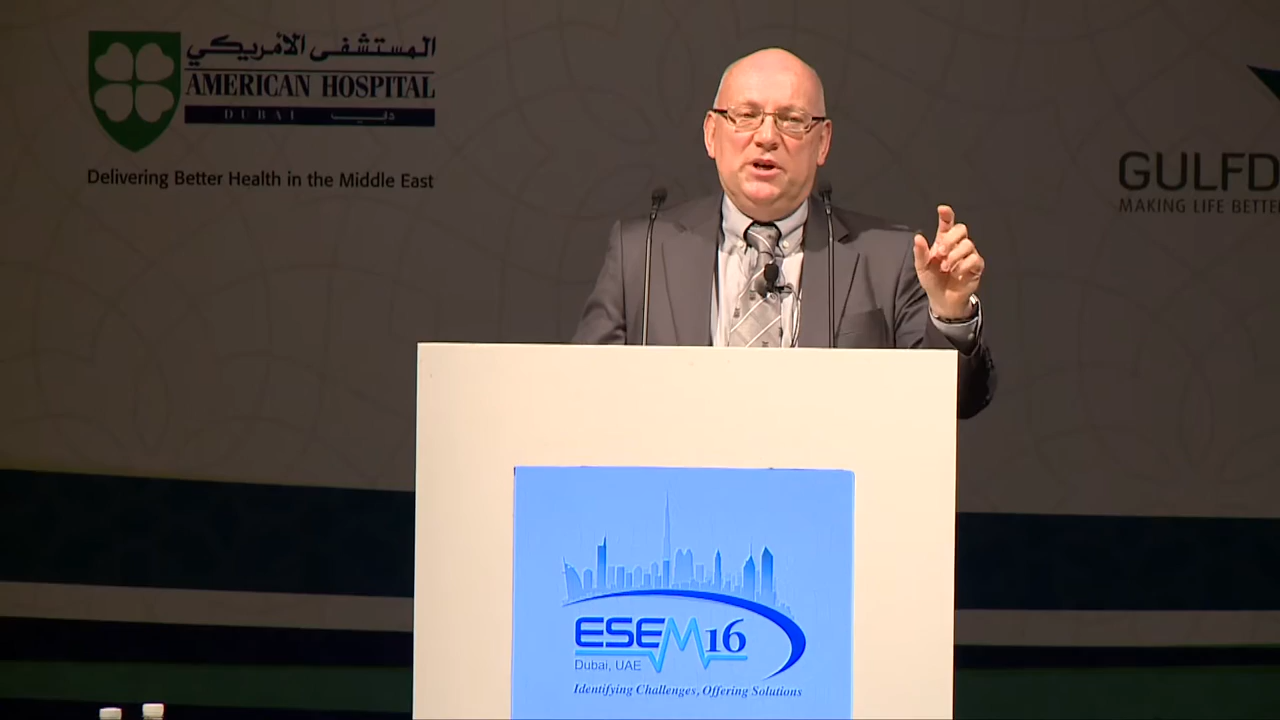 المستشفى الأمريكي
AMERICAN HOSPITAL
DUBAI دبي
Delivering Better Health in the Middle East
GULFD
MAKING LIFE BETTE
ESEM16
Dubai, UAE
Identifying Challenges, Offering Solutions